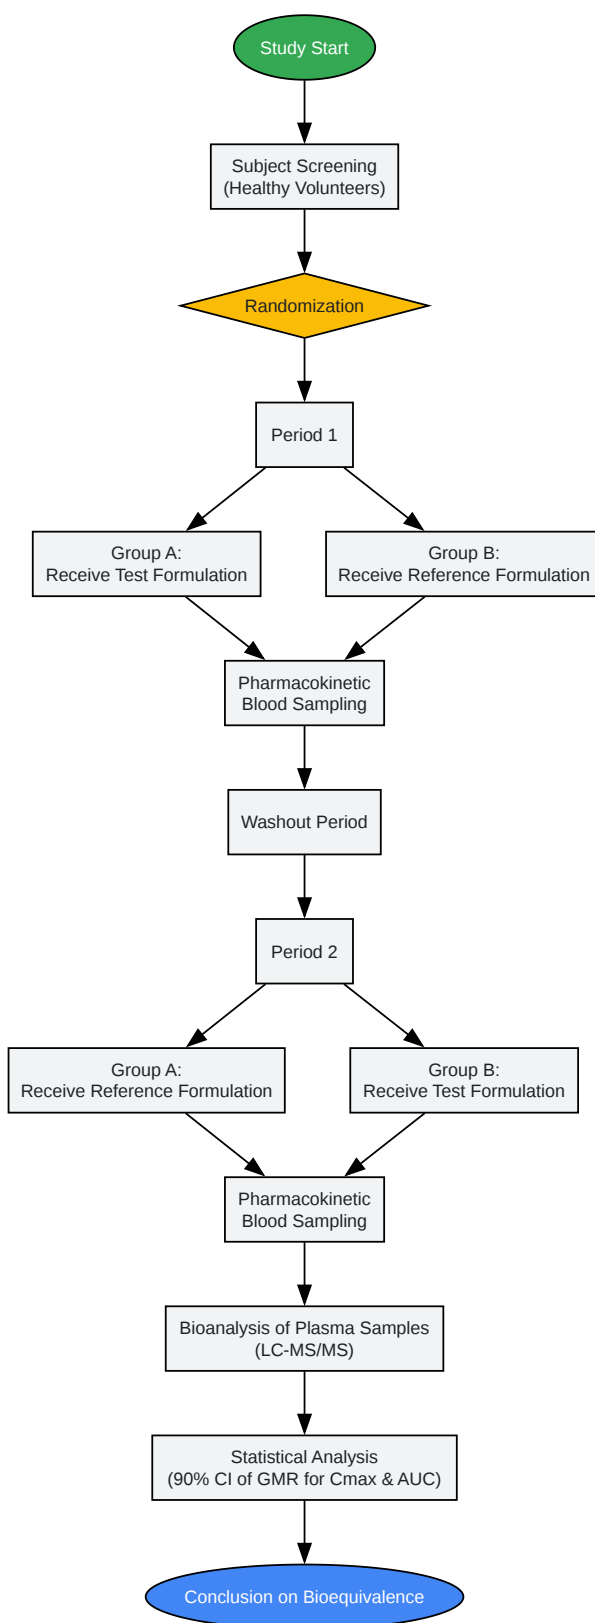 Study Start
Subject Screening
(Healthy Volunteers)
Randomization
Period 1
Group A:
Receive Test Formulation
Group B:
Receive Reference Formulation
Pharmacokinetic
Blood Sampling
Washout Period
Period 2
Group A:
Receive Reference Formulation
Group B:
Receive Test Formulation
Pharmacokinetic
Blood Sampling
Bioanalysis of Plasma Samples
(LC-MS/MS)
Statistical Analysis
(90% CI of GMR for Cmax & AUC)
Conclusion on Bioequivalence